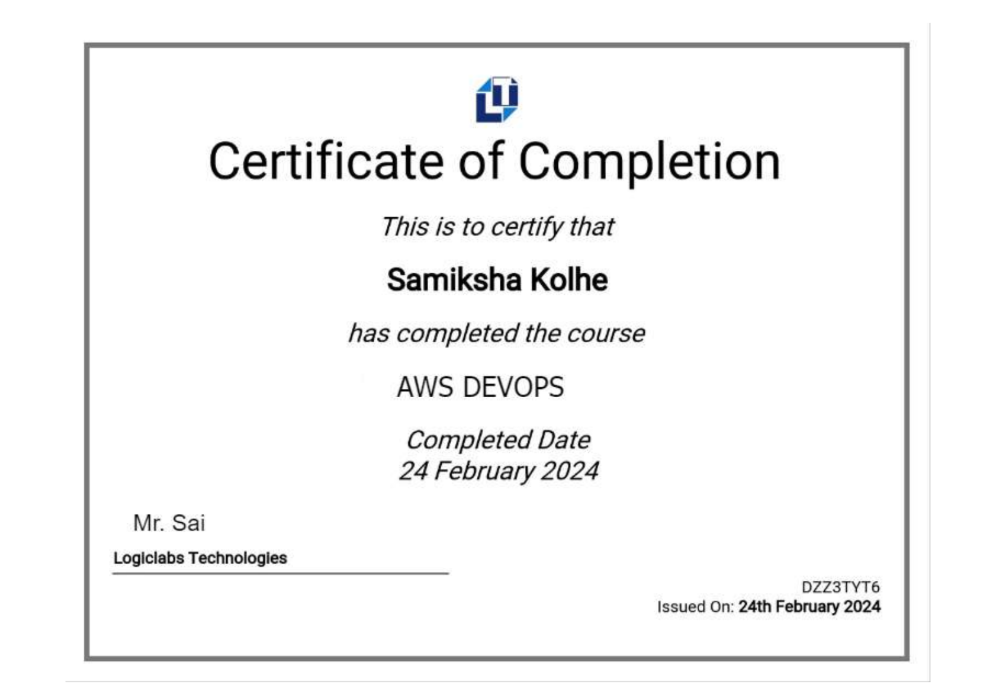 LT
Certificate of Completion
This is to certify that
Samiksha Kolhe
has completed the course
AWS DEVOPS
Completed Date
24 February 2024
Mr. Sai
Logiclabs Technologies
DZZ3TYT6
Issued On: 24th February 2024